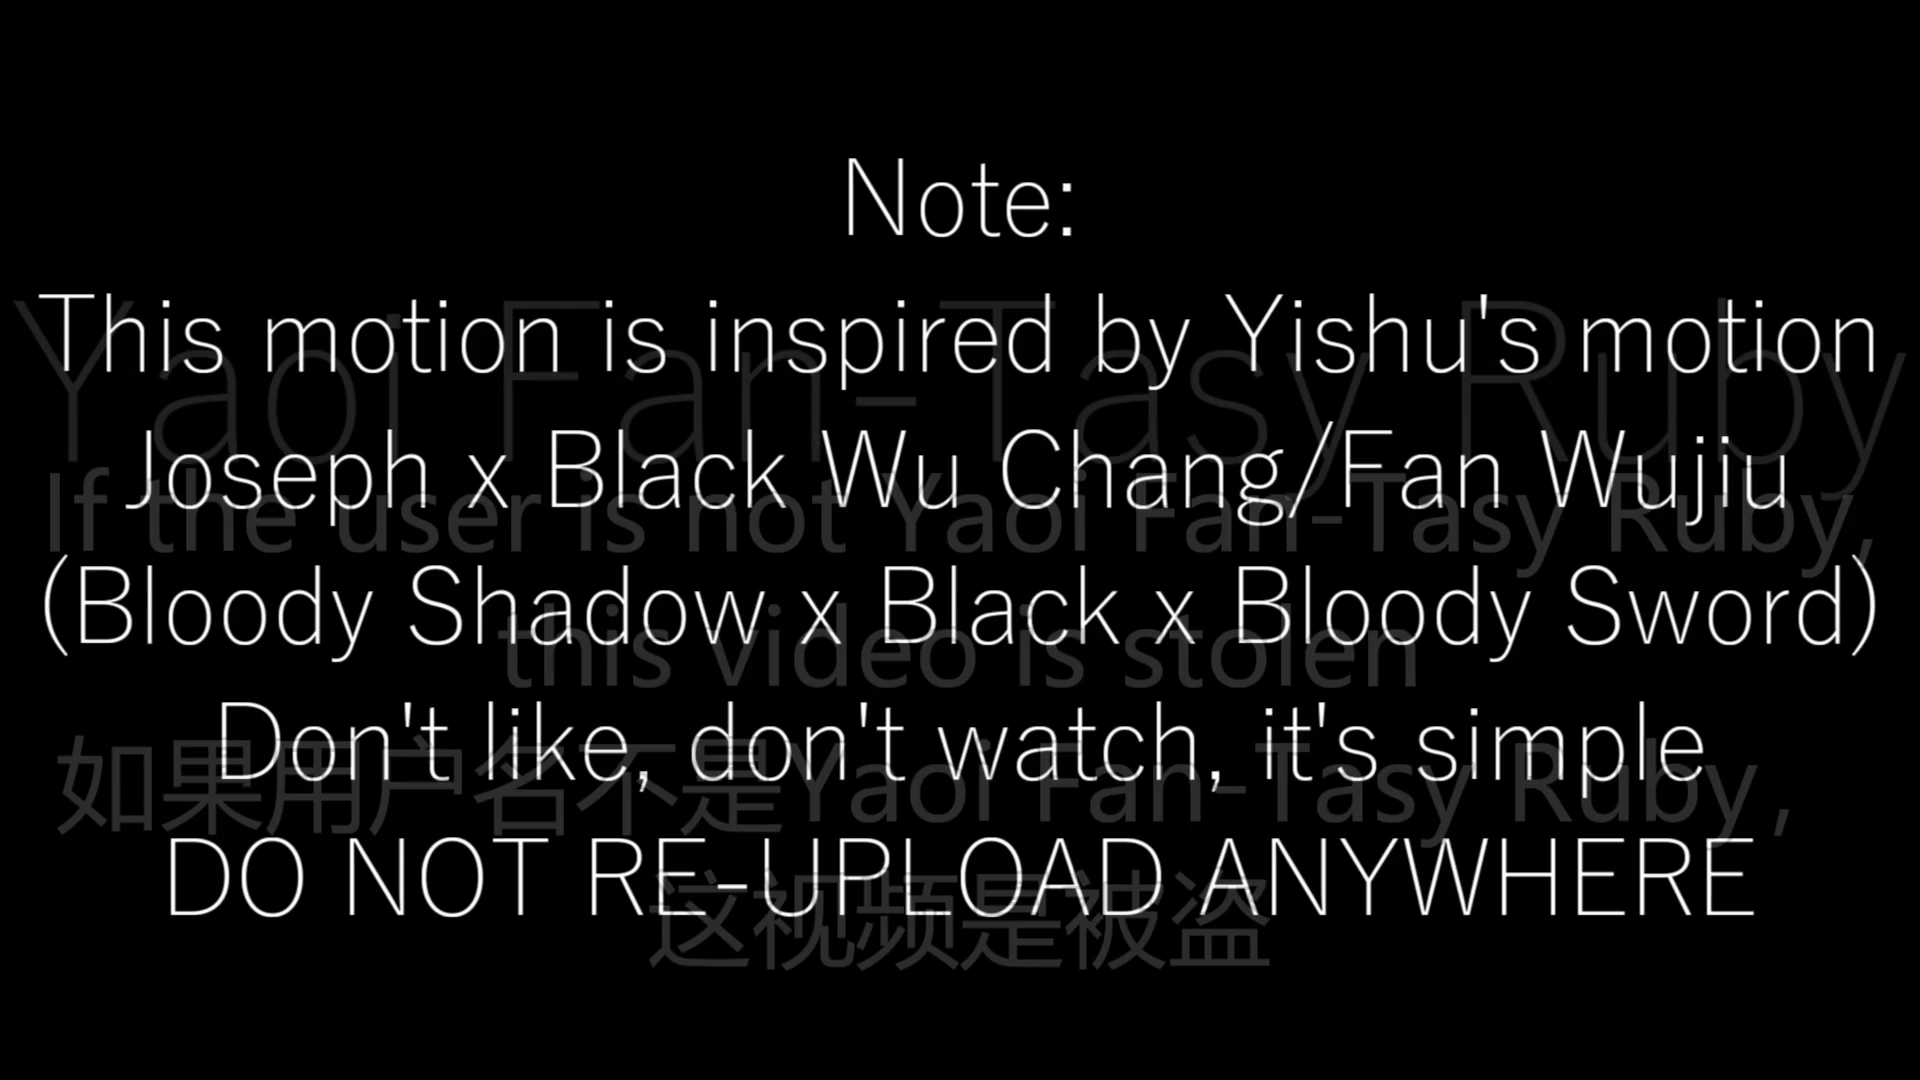 Note:
This motion is inspired by Yishu's motion
Joseph x Black Wu Chang/Fan Wujiu
(Bloody Shadow x Black x Bloody Sword)
Don't like, don't watch, it's simple
DO NOT RE-UPLOAD ANYWHERE
Yaoi Fan-Tasy Ruby
If the user is not Yaoi Fan-Tasy Ruby,
this video is stolen
如果用户名不是Yaoi Fan-Tasy Ruby,
这视频是被盗